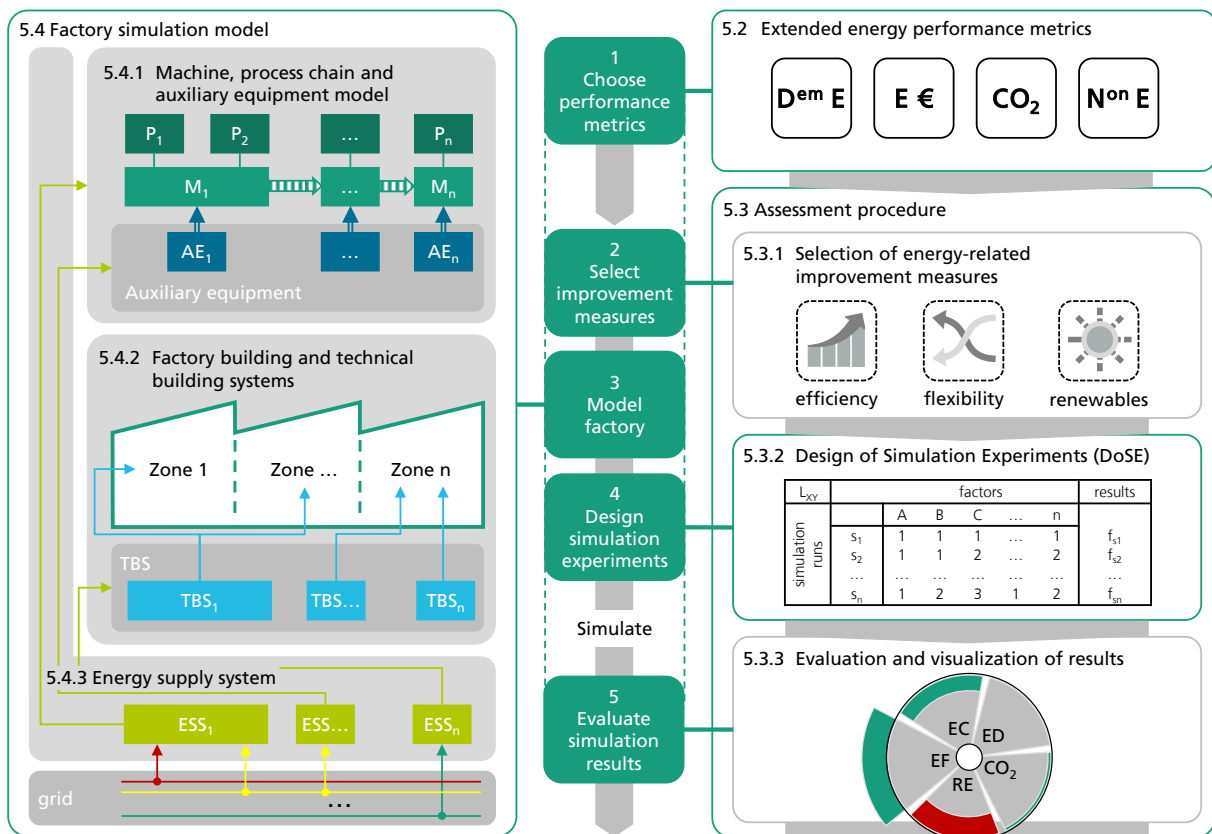 5.4 Factory simulation model
5.4.1 Machine, process chain and
auxiliary equipment model
P1 P2 … Pn
M1 … Mn
AE1 … AEn
Auxiliary equipment
5.4.2 Factory building and technical
building systems
Zone 1 Zone … Zone n
TBS
TBS1 TBS… TBSn
5.4.3 Energy supply system
ESS1 ESS… ESSn
grid
...
1
Choose
performance
metrics
2
Select
improvement
measures
3
Model
factory
4
Design
simulation
experiments
Simulate
5
Evaluate
simulation
results
5.2 Extended energy performance metrics
Dem E E € CO2 Non E
5.3 Assessment procedure
5.3.1 Selection of energy-related
improvement measures
efficiency flexibility renewables
5.3.2 Design of Simulation Experiments (DoSE)
LXY factors results
A B C … n
simulation
runs
s1 1 1 1 … 1 fs1
s2 1 1 2 … 2 fs2
… … … … … … …
sn 1 2 3 1 2 fsn
5.3.3 Evaluation and visualization of results
EC ED
EF CO2
RE